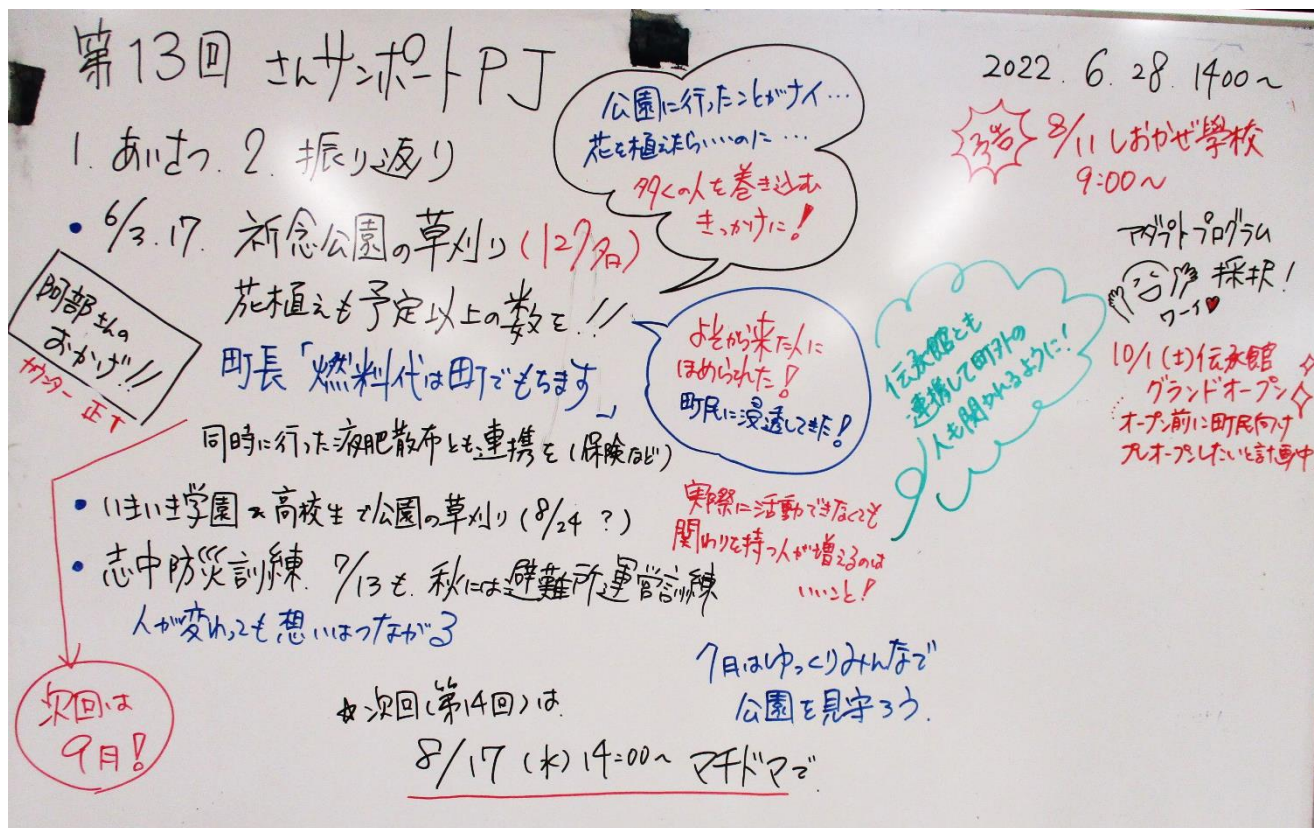 第13回 さんサンポートPJ
2022.6.28.1400~
1. あいさつ. 2. 振り返り
・6/3.17. 祈念公園の草刈り(127名)
花植えも予定以上の数を!!
町長「燃料代は町でもちます」
同時に行った液肥散布とも連携を(保険など)
阿部さんの
おかげ!!
カウンター 正丅
次回は
9月!
・いきいき学園&高校生で公園の草刈り(8/24 ?)
・志中防災訓練. 7/13も. 秋には避難所運営訓練
人が変わっても想いはつながる
公園に行ったことがナイ…
花を植えたらいいのに…
多くの人を巻き込む
きっかけに!
よそから来た人に
ほめられた!
町民に浸透してきた!
伝承館とも
連携して町外の
人も関われるように!
実際に活動できなくても
関わりを持つ人が増えるのは
いいこと!
予告
8/11 しおかぜ學校
9:00~
アダプトプログラム
採択!
ワーイ♥
10/1(土)伝承館
グランドオープン
オープン前に町民向け
プレオープンしたいと計画中
7月はゆっくりみんなで
公園を見守ろう.
☆次回(第14回)は
8/17(水)14:00~ マチドマで